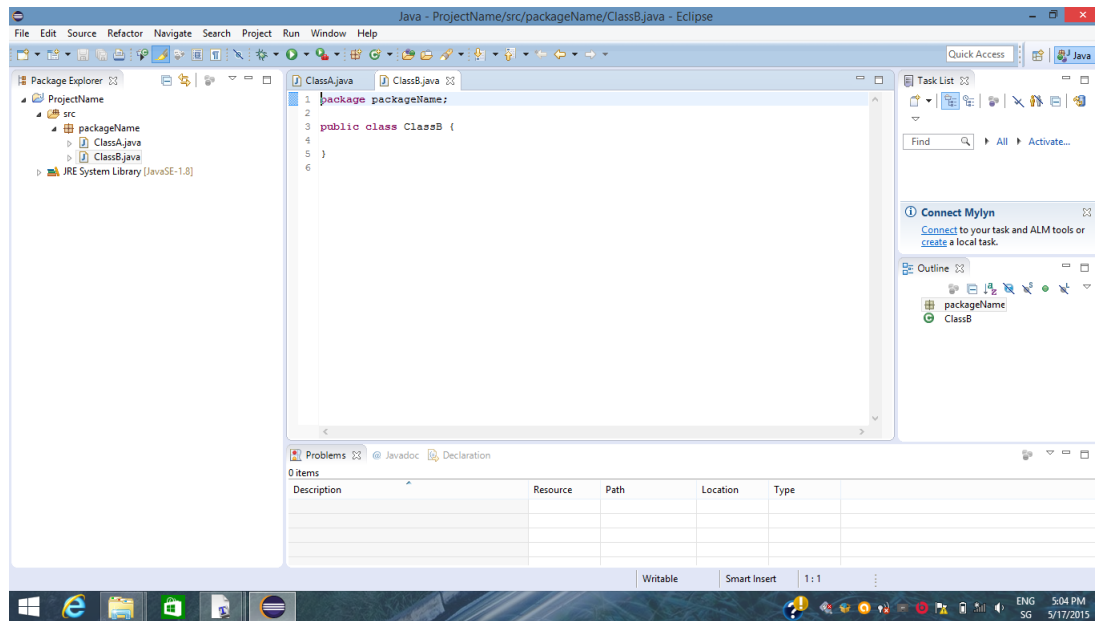 Java - ProjectName/src/packageName/ClassB.java - Eclipse
File Edit Source Refactor Navigate Search Project Run Window Help
Quick Access
Java
Package Explorer
ProjectName
src
packageName
ClassA.java
ClassB.java
JRE System Library [JavaSE-1.8]
ClassA.java ClassB.java
1 package packageName;
2
3 public class ClassB {
4
5 }
6
Task List
Find All Activate...
Connect Mylyn
Connect to your task and ALM tools or
create a local task.
Outline
packageName
ClassB
Problems @ Javadoc Declaration
0 items
Description Resource Path Location Type
Writable Smart Insert 1 : 1
ENG 5:04 PM
SG 5/17/2015